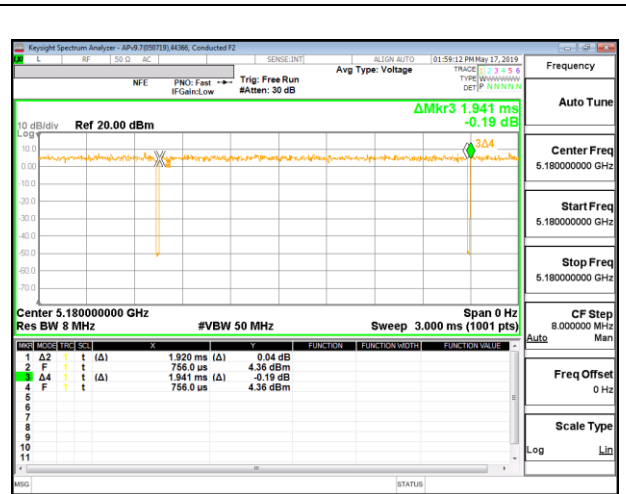 Keysight Spectrum Analyzer - APv9.7(050719),44366, Conducted F2
L RF 50 Ω AC SENSE:INT ALIGN AUTO 01:59:12 PM May 17, 2019
NFE PNO: Fast Trig: Free Run Avg Type: Voltage TRACE 1 2 3 4 5 6
IFGain:Low #Atten: 30 dB TYPE WWWWWW
DET P N N N N N
ΔMkr3 1.941 ms
-0.19 dB
10 dB/div Ref 20.00 dBm
Log
10.0
0.00
-10.0
-20.0
-30.0
-40.0
-50.0
-60.0
-70.0
3Δ4
Center 5.180000000 GHz Span 0 Hz
Res BW 8 MHz #VBW 50 MHz Sweep 3.000 ms (1001 pts)
MKR MODE TRC SCL X Y FUNCTION FUNCTION WIDTH FUNCTION VALUE
1 Δ2 1 t (Δ) 1.920 ms (Δ) 0.04 dB
2 F 1 t 756.0 µs 4.36 dBm
3 Δ4 1 t (Δ) 1.941 ms (Δ) -0.19 dB
4 F 1 t 756.0 µs 4.36 dBm
5
6
7
8
9
10
11
MSG STATUS
Frequency
Auto Tune
Center Freq
5.180000000 GHz
Start Freq
5.180000000 GHz
Stop Freq
5.180000000 GHz
CF Step
8.000000 MHz
Auto Man
Freq Offset
0 Hz
Scale Type
Log Lin